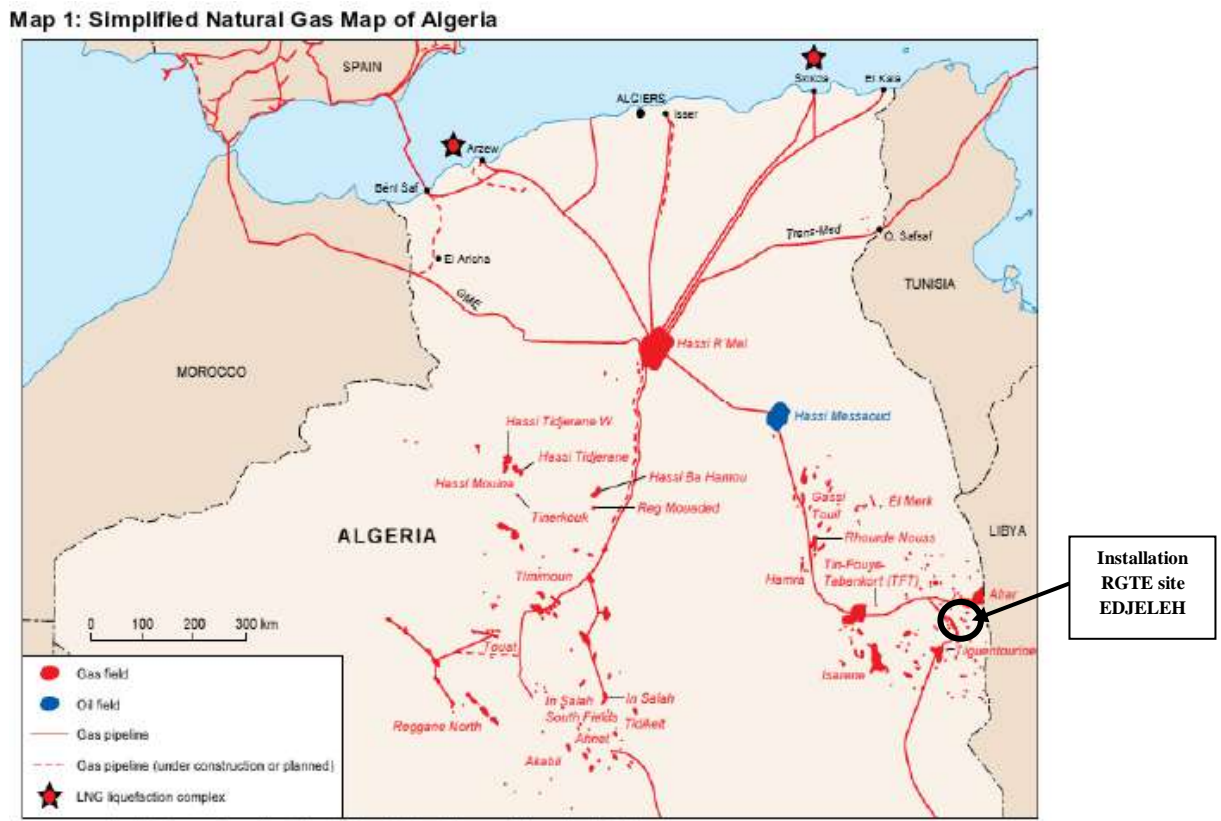 Map 1: Simplified Natural Gas Map of Algeria
SPAIN
Skikda
El Kala
ALGIERS
Isser
Arzew
Béni Saf
El Aricha
Trans-Med
O. Safsaf
GME
TUNISIA
Hassi R'Mel
MOROCCO
Hassi Messaoud
Hassi Tidjerane W.
Hassi Tidjerane
Hassi Mouina
Hassi Ba Hamou
Tinerkouk
Reg Mouaded
Gassi
Touil
El Merk
ALGERIA
Rhourde Nouss
LIBYA
Installation
RGTE site
EDJELEH
Timimoun
Hamra
Tin-Fouye-
Tabenkort (TFT)
Alrar
0 100 200 300 km
Touat
Tiguentourine
Isarene
In Salah
South Fields
In Salah
Tidikelt
Reggane North
Ahnet
Akabli
Gas field
Oil field
Gas pipeline
Gas pipeline (under construction or planned)
LNG liquefaction complex